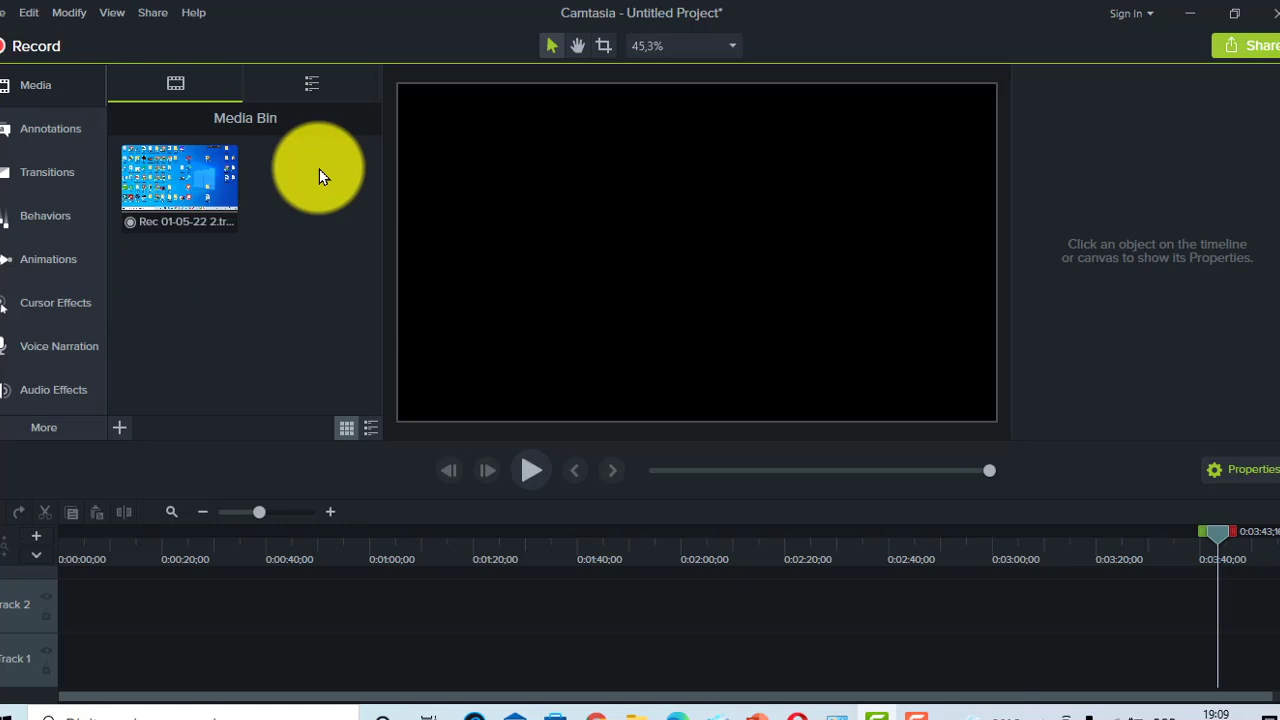 Edit Modify View Share Help Camtasia - Untitled Project* Sign In
Record 45,3% Share
Media
Media Bin
Annotations
Transitions
Rec 01-05-22 2.tr...
Behaviors
Click an object on the timeline
or canvas to show its Properties.
Animations
Cursor Effects
Voice Narration
Audio Effects
More
Properties
0:03:43;16
0:00:00;00 0:00:20;00 0:00:40;00 0:01:00;00 0:01:20;00 0:01:40;00 0:02:00;00 0:02:20;00 0:02:40;00 0:03:00;00 0:03:20;00 0:03:40;00
rack 2
Track 1
19:09